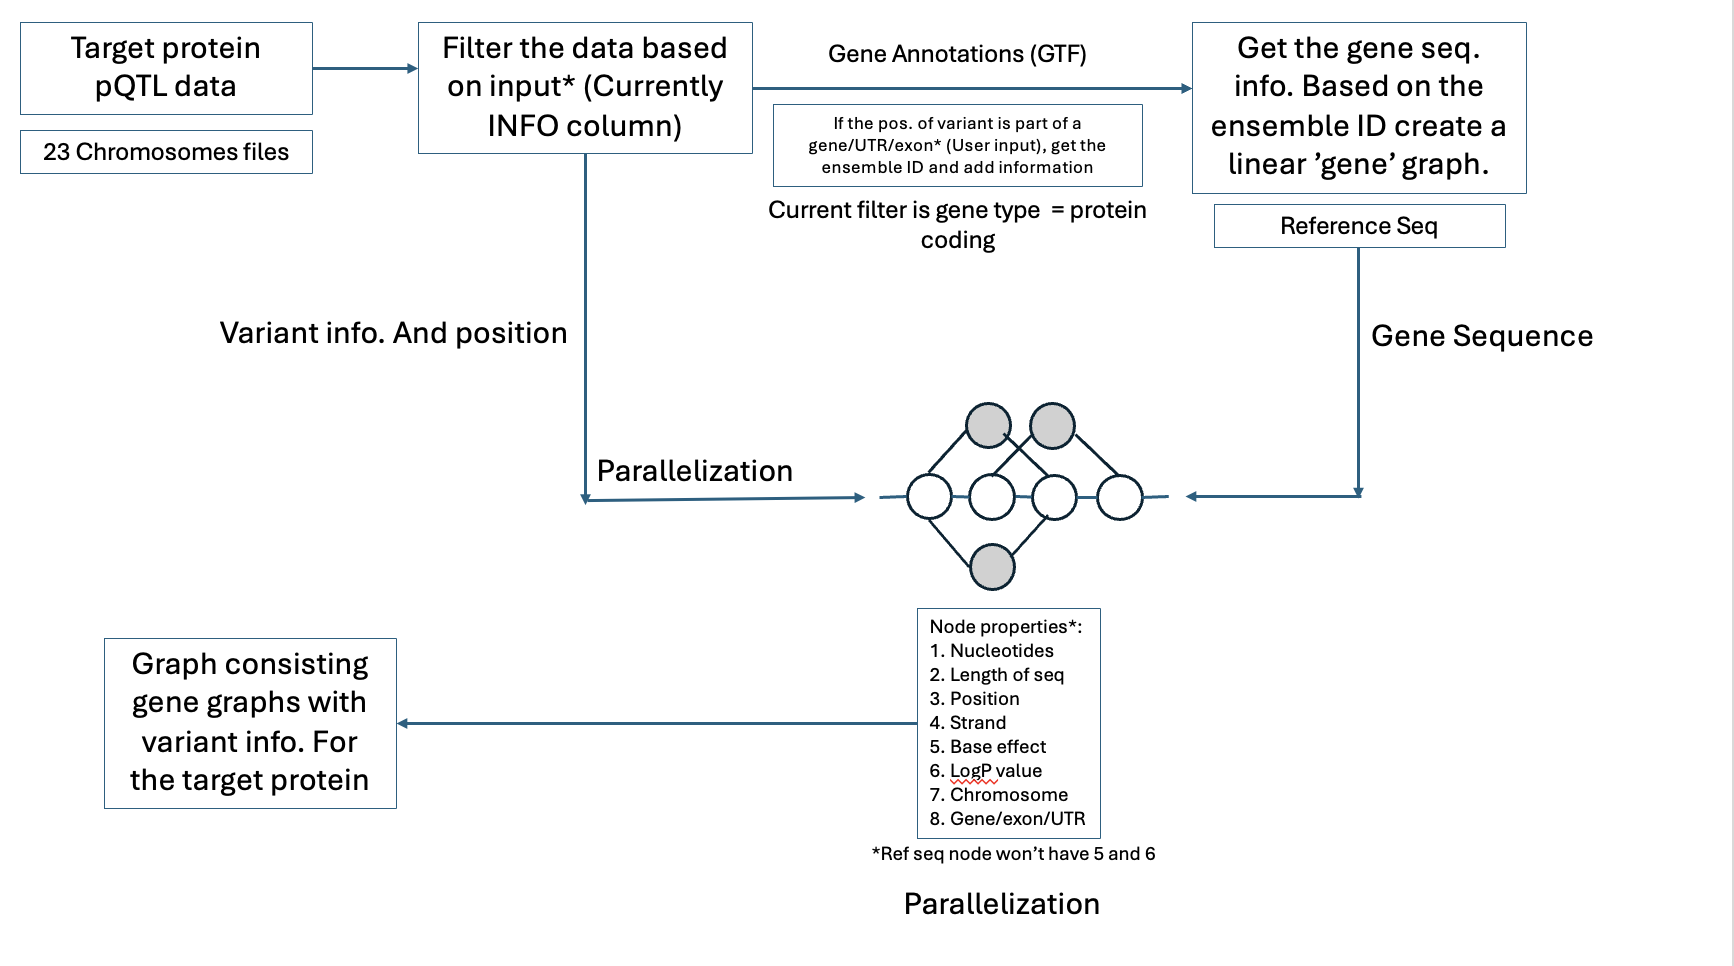 Target protein
pQTL data
23 Chromosomes files
Filter the data based
on input* (Currently
INFO column)
Gene Annotations (GTF)
If the pos. of variant is part of a
gene/UTR/exon* (User input), get the
ensemble ID and add information
Current filter is gene type = protein
coding
Get the gene seq.
info. Based on the
ensemble ID create a
linear ’gene’ graph.
Reference Seq
Variant info. And position
Gene Sequence
Parallelization
Node properties*:
1. Nucleotides
2. Length of seq
3. Position
4. Strand
5. Base effect
6. LogP value
7. Chromosome
8. Gene/exon/UTR
*Ref seq node won’t have 5 and 6
Parallelization
Graph consisting
gene graphs with
variant info. For
the target protein